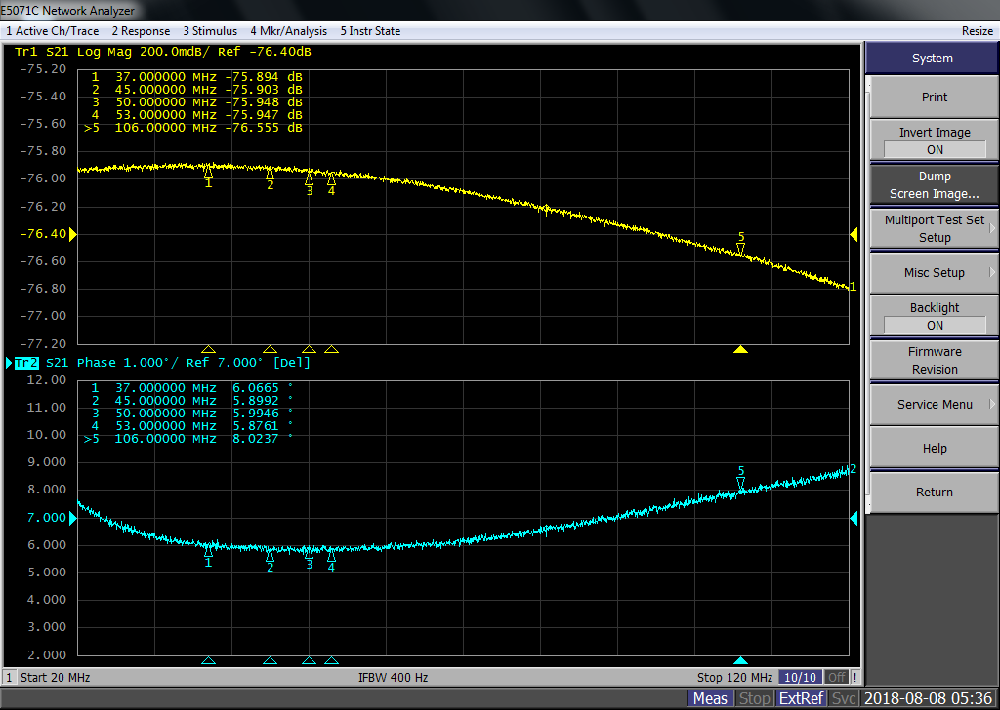 E5071C Network Analyzer
1 Active Ch/Trace 2 Response 3 Stimulus 4 Mkr/Analysis 5 Instr State Resize
Tr1 S21 Log Mag 200.0mdB/ Ref -76.40dB
-75.20
1 37.000000 MHz -75.894 dB
2 45.000000 MHz -75.903 dB
-75.40
3 50.000000 MHz -75.948 dB
4 53.000000 MHz -75.947 dB
-75.60
>5 106.00000 MHz -76.555 dB
-75.80
-76.00
1 2 3 4
-76.20
-76.40
5
-76.60
-76.80
1
-77.00
-77.20
Tr2 S21 Phase 1.000°/ Ref 7.000° [Del]
12.00
1 37.000000 MHz 6.0665 °
2 45.000000 MHz 5.8992 °
11.00
3 50.000000 MHz 5.9946 °
4 53.000000 MHz 5.8761 °
10.00
>5 106.00000 MHz 8.0237 °
9.000
5 2
8.000
7.000
6.000
1 2 3 4
5.000
4.000
3.000
2.000
1 Start 20 MHz IFBW 400 Hz Stop 120 MHz 10/10 Off !
System
Print
Invert Image
ON
Dump
Screen Image...
Multiport Test Set
Setup
Misc Setup
Backlight
ON
Firmware
Revision
Service Menu
Help
Return
Meas Stop ExtRef Svc 2018-08-08 05:36